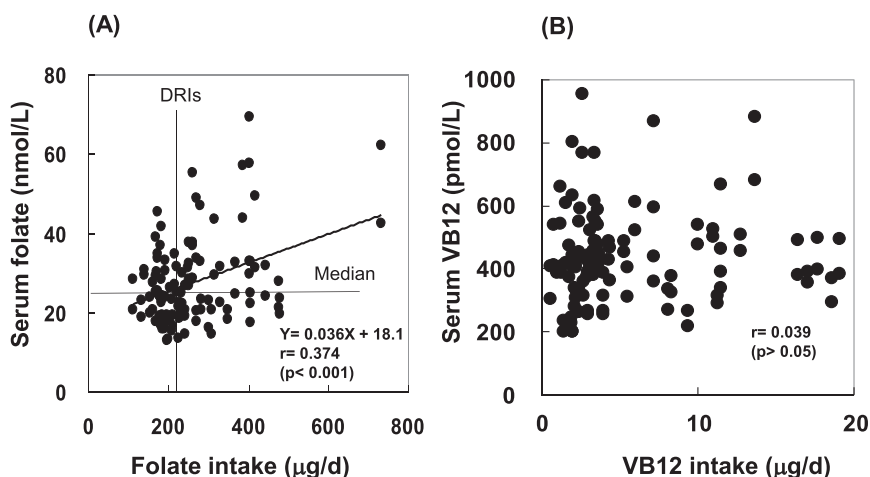 (A)
80
60
40
20
0
0
200
400
600
800
Serum folate (nmol/L)
Folate intake (μg/d)
DRIs
Median
Y= 0.036X + 18.1
r= 0.374
(p< 0.001)
(B)
1000
800
600
400
200
0
0
10
20
Serum VB12 (pmol/L)
VB12 intake (μg/d)
r= 0.039
(p> 0.05)